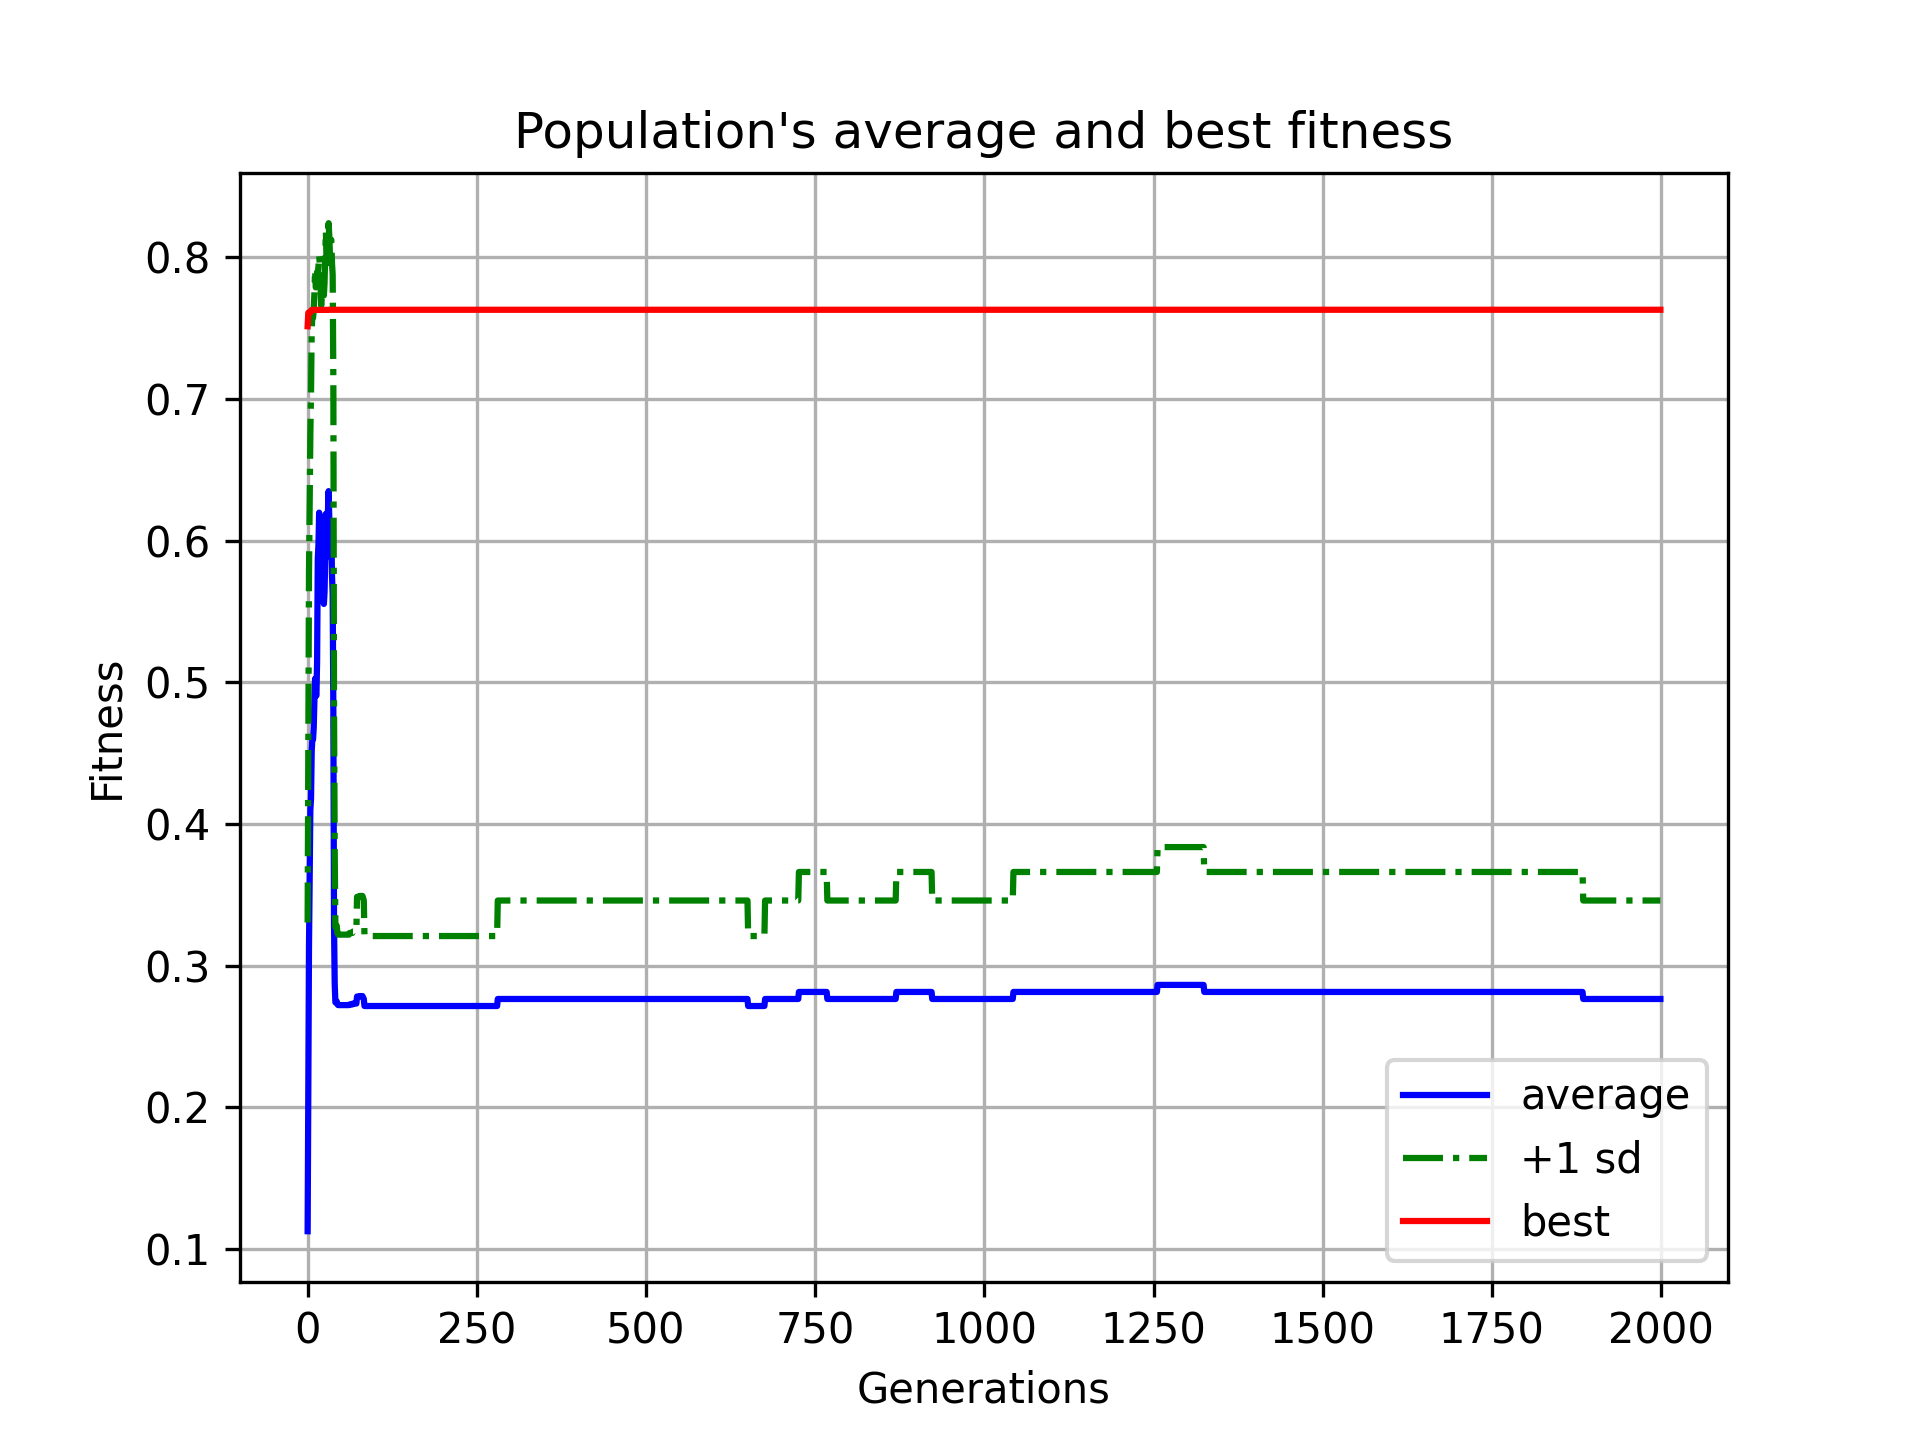 Population's average and best fitness
Fitness
0.8
0.7
0.6
0.5
0.4
0.3
0.2
0.1
0 250 500 750 1000 1250 1500 1750 2000
Generations
average
+1 sd
best